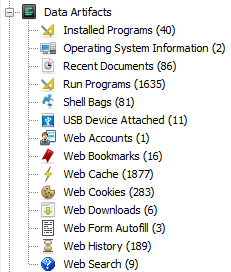 Data Artifacts
Installed Programs (40)
Operating System Information (2)
Recent Documents (86)
Run Programs (1635)
Shell Bags (81)
USB Device Attached (11)
Web Accounts (1)
Web Bookmarks (16)
Web Cache (1877)
Web Cookies (283)
Web Downloads (6)
Web Form Autofill (3)
Web History (189)
Web Search (9)